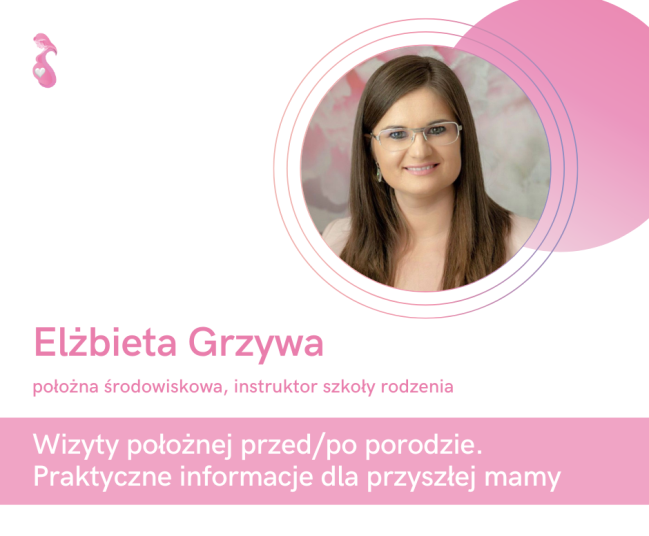 Elżbieta Grzywa
położna środowiskowa, instruktor szkoły rodzenia
Wizyty położnej przed/po porodzie.
Praktyczne informacje dla przyszłej mamy